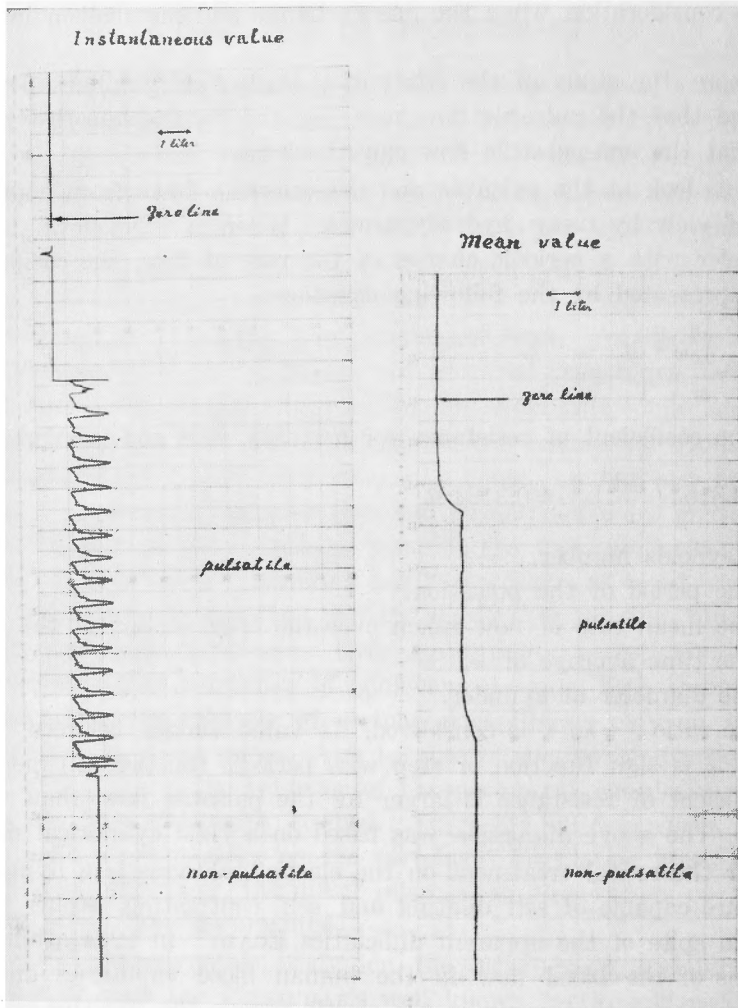 Instantaneous value
1 liter
Zero line
pulsatile
non-pulsatile
Mean value
1 liter
Zero line
pulsatile
non-pulsatile